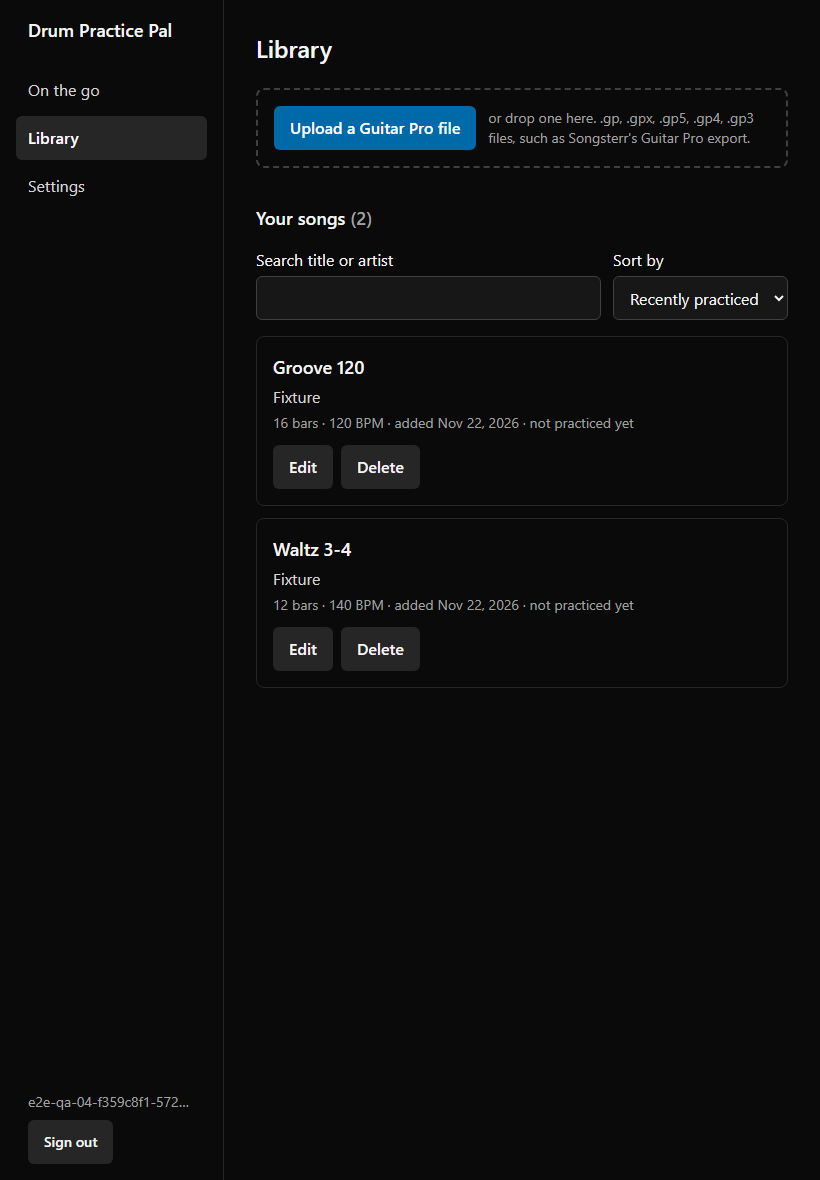 Drum Practice Pal
On the go
Library
Settings
e2e-qa-04-f359c8f1-572...
Sign out
Library
Upload a Guitar Pro file
or drop one here. .gp, .gpx, .gp5, .gp4, .gp3
files, such as Songsterr's Guitar Pro export.
Your songs (2)
Search title or artist
Sort by
Recently practiced
Groove 120
Fixture
16 bars · 120 BPM · added Nov 22, 2026 · not practiced yet
Edit
Delete
Waltz 3-4
Fixture
12 bars · 140 BPM · added Nov 22, 2026 · not practiced yet
Edit
Delete